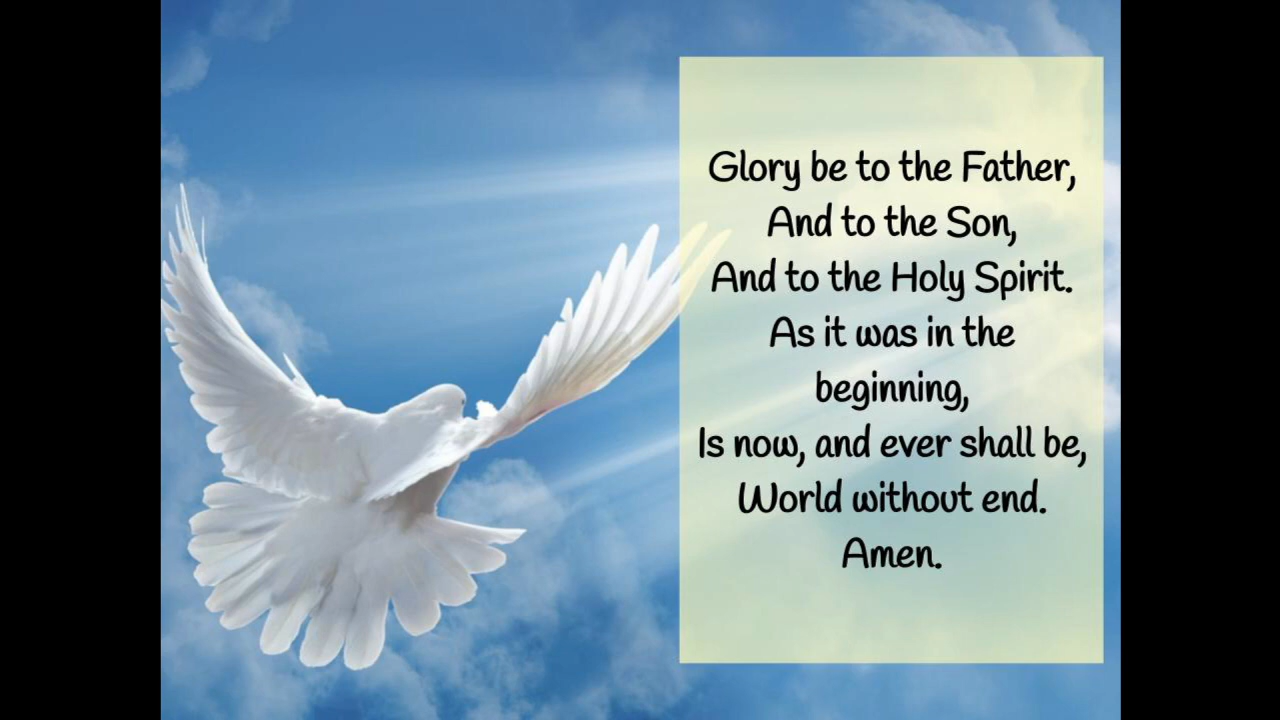 Glory be to the Father,
And to the Son,
And to the Holy Spirit.
As it was in the
beginning,
Is now, and ever shall be,
World without end.
Amen.